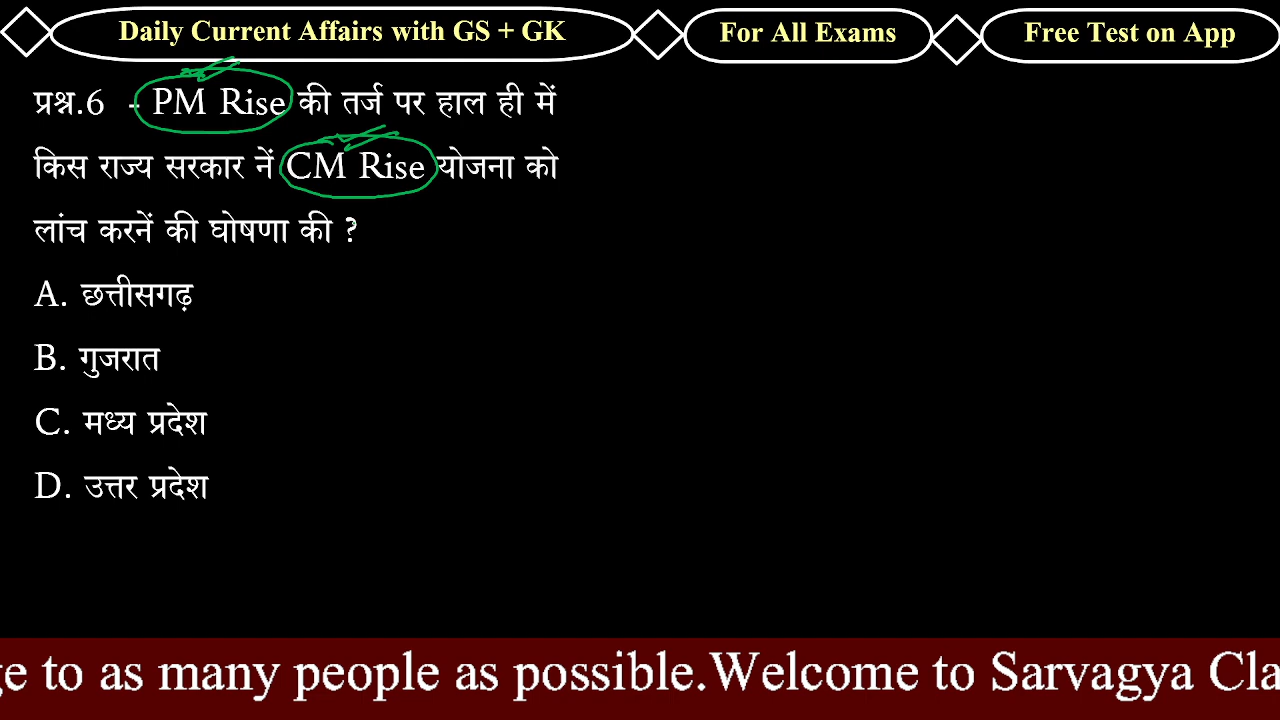 Daily Current Affairs with GS + GK
For All Exams
Free Test on App
प्रश्न.6 - PM Rise की तर्ज पर हाल ही में
किस राज्य सरकार नें CM Rise योजना को
लांच करनें की घोषणा की ?
A. छत्तीसगढ़
B. गुजरात
C. मध्य प्रदेश
D. उत्तर प्रदेश
to as many people as possible.Welcome to Sarvagya